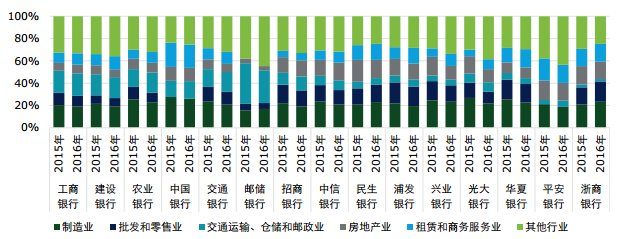 100%
80%
60%
40%
20%
0%
2015年 2016年 2015年 2016年 2015年 2016年 2015年 2016年 2015年 2016年 2015年 2016年 2015年 2016年 2015年 2016年 2015年 2016年 2015年 2016年 2015年 2016年 2015年 2016年 2015年 2016年 2015年 2016年 2015年 2016年
工商 建设 农业 中国 交通 邮储 招商 中信 民生 浦发 兴业 光大 华夏 平安 浙商
银行 银行 银行 银行 银行 银行 银行 银行 银行 银行 银行 银行 银行 银行 银行
制造业 批发和零售业 交通运输、仓储和邮政业 房地产业 租赁和商务服务业 其他行业